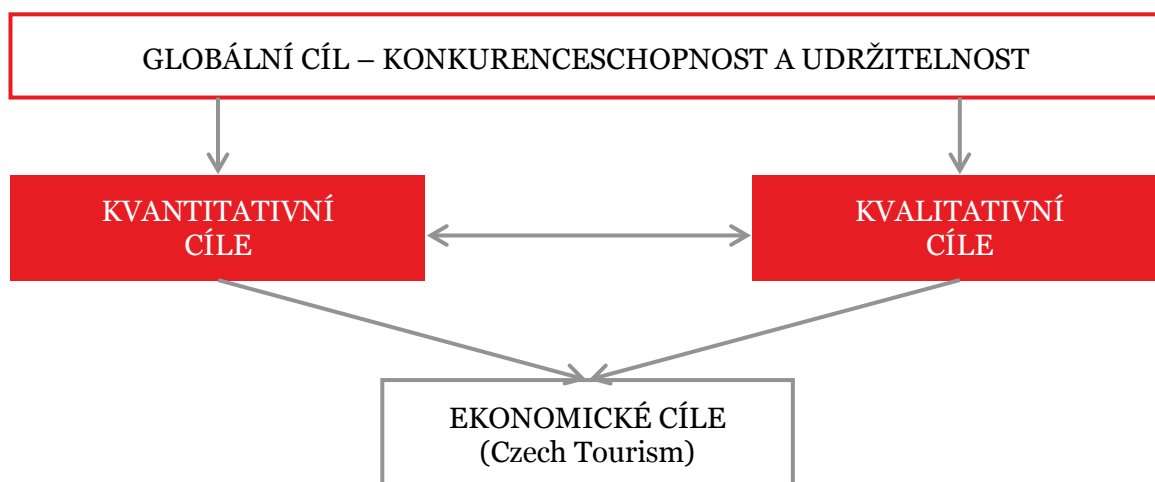 GLOBÁLNÍ CÍL – KONKURENCESCHOPNOST A UDRŽITELNOST
KVANTITATIVNÍ
CÍLE
KVALITATIVNÍ
CÍLE
EKONOMICKÉ CÍLE
(Czech Tourism)